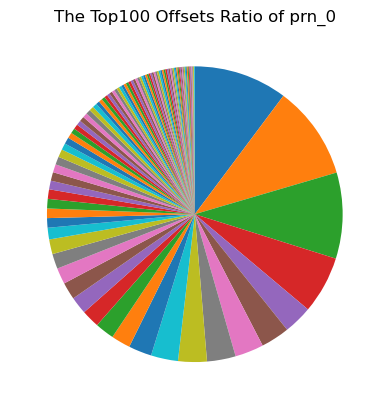 The Top100 Offsets Ratio of prn_0